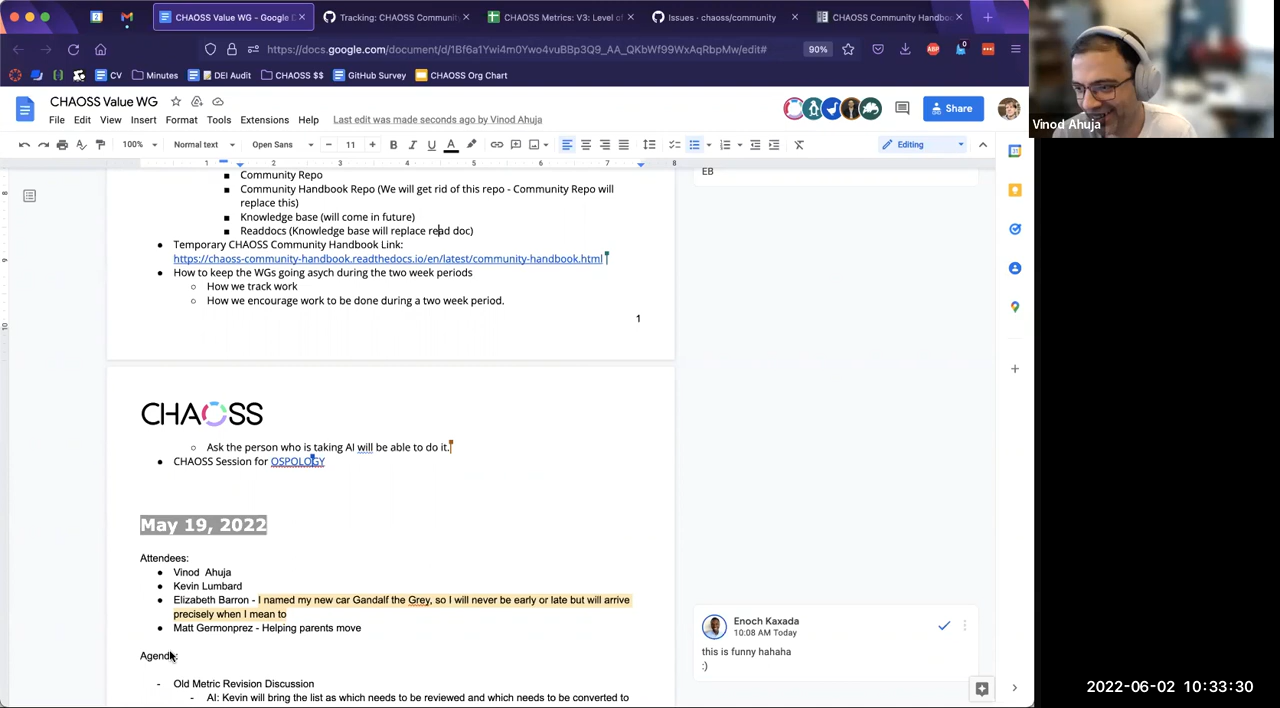 CHAOSS Value WG - Google D
Tracking: CHAOSS Communit
CHAOSS Metrics: V3: Level of
Issues · chaoss/community
CHAOSS Community Handbo
https://docs.google.com/document/d/1Bf6a1Ywi4m0Ywo4vuBBp3Q9_AA_QKbWf99WxAqRbpMw/edit#
90%
CV
Minutes
DEI Audit
CHAOSS $$
GitHub Survey
CHAOSS Org Chart
CHAOSS Value WG
File Edit View Insert Format Tools Extensions Help
Last edit was made seconds ago by Vinod Ahuja
Share
Vinod Ahuja
100%
Normal text
Open Sans
11
Editing
1 2 3 4 5 6 7 8
EB
Community Repo
Community Handbook Repo (We will get rid of this repo - Community Repo will
replace this)
Knowledge base (will come in future)
Readdocs (Knowledge base will replace read doc)
Temporary CHAOSS Community Handbook Link:
https://chaoss-community-handbook.readthedocs.io/en/latest/community-handbook.html
How to keep the WGs going asych during the two week periods
How we track work
How we encourage work to be done during a two week period.
1
CHAOSS
Ask the person who is taking AI will be able to do it.
CHAOSS Session for OSPOLOGY
May 19, 2022
Attendees:
Vinod Ahuja
Kevin Lumbard
Elizabeth Barron - I named my new car Gandalf the Grey, so I will never be early or late but will arrive
precisely when I mean to
Matt Germonprez - Helping parents move
Agenda:
- Old Metric Revision Discussion
- AI: Kevin will bring the list as which needs to be reviewed and which needs to be converted to
Enoch Kaxada
10:08 AM Today
this is funny hahaha
:)
2022-06-02 10:33:30